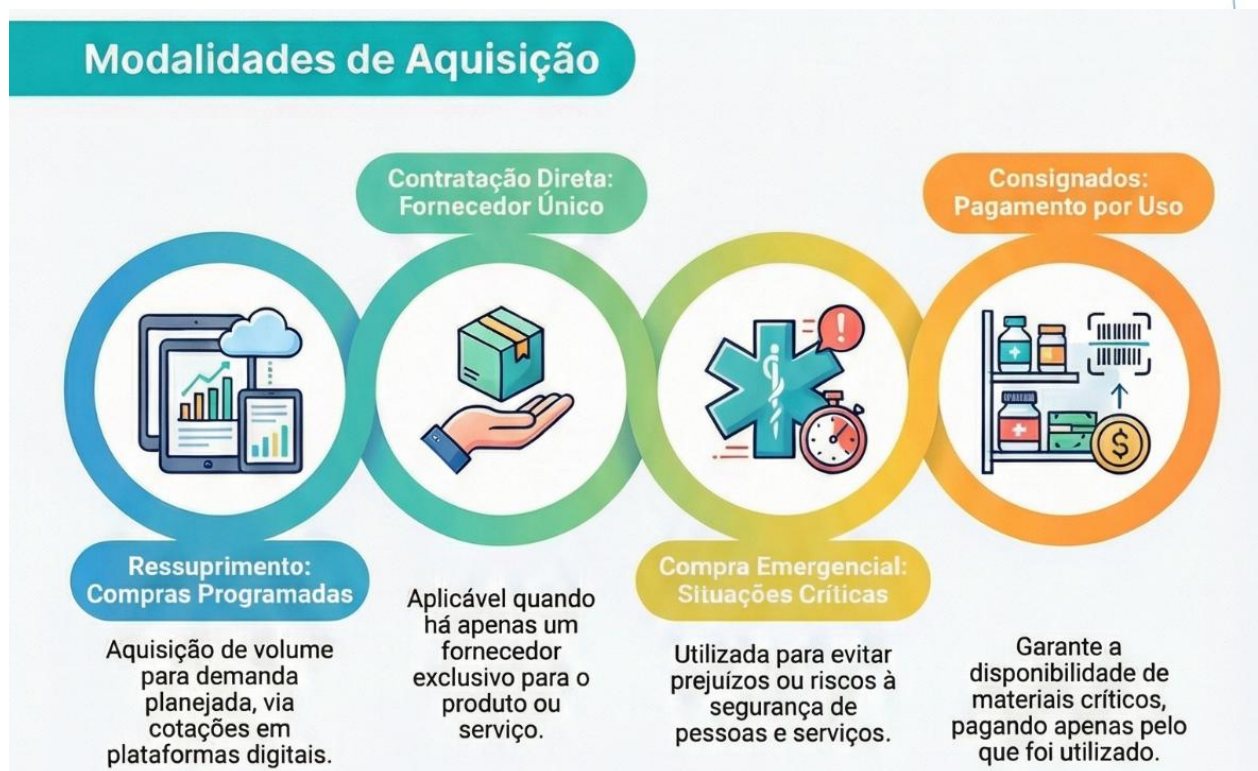 Modalidades de Aquisição
Ressuprimento:
Compras Programadas
Aquisição de volume
para demanda
planejada, via
cotações em
plataformas digitais.
Contratação Direta:
Fornecedor Único
Aplicável quando
há apenas um
fornecedor
exclusivo para o
produto ou
serviço.
Compra Emergencial:
Situações Críticas
Utilizada para evitar
prejuízos ou riscos à
segurança de
pessoas e serviços.
Consignados:
Pagamento por Uso
Garante a
disponibilidade de
materiais críticos,
pagando apenas pelo
que foi utilizado.